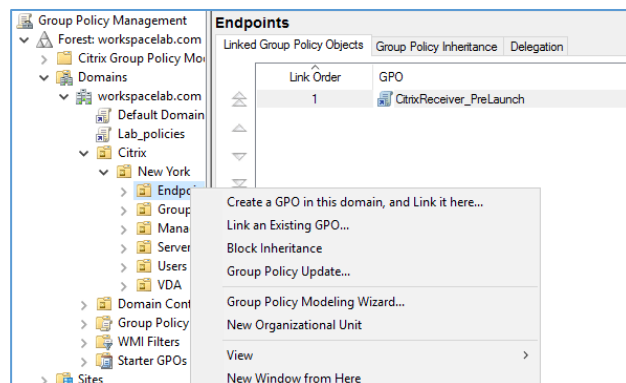 Group Policy Management
Forest: workspacelab.com
Citrix Group Policy Mo
Domains
workspacelab.com
Default Domain
Lab_policies
Citrix
New York
Endpo
Group
Mana
Server
Users
VDA
Domain Cont
Group Policy
WMI Filters
Starter GPOs
Sites
Endpoints
Linked Group Policy Objects Group Policy Inheritance Delegation
Link Order GPO
1 CitrixReceiver_PreLaunch
Create a GPO in this domain, and Link it here...
Link an Existing GPO...
Block Inheritance
Group Policy Update...
Group Policy Modeling Wizard...
New Organizational Unit
View
New Window from Here